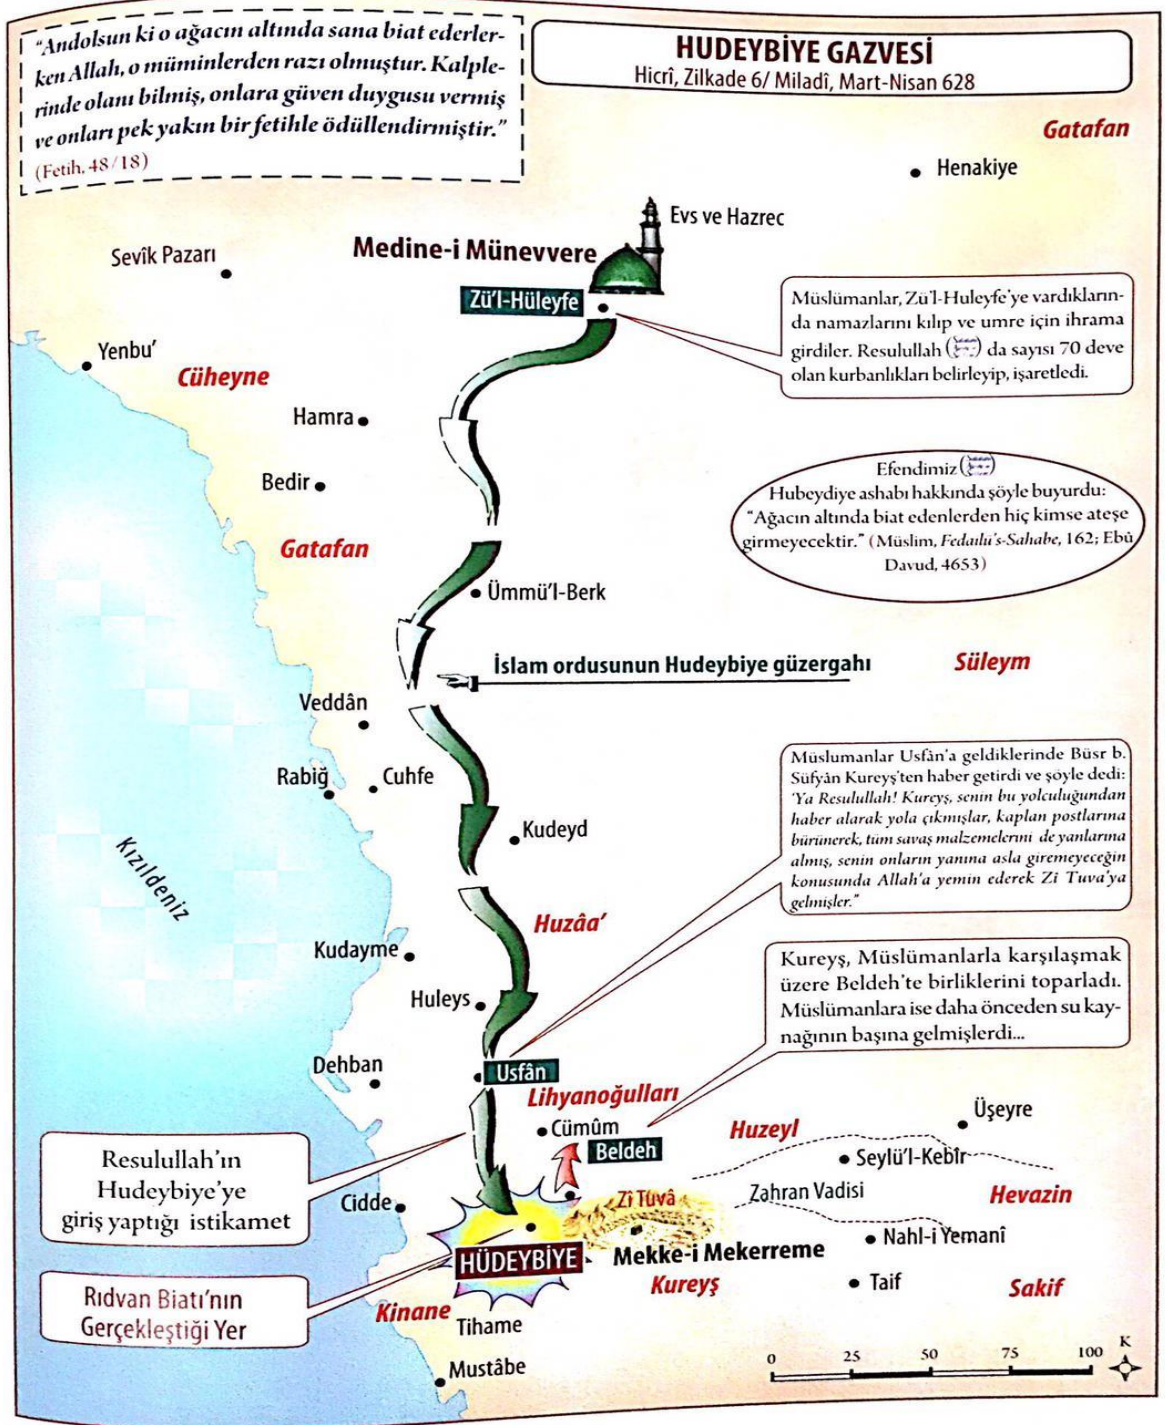 “Andolsun ki o ağacın altında sana biat ederler-
ken Allah, o müminlerden razı olmuştur. Kalple-
rinde olanı bilmiş, onlara güven duygusu vermiş
ve onları pek yakın bir fetihle ödüllendirmiştir.”
(Fetih, 48/18)
HUDEYBİYE GAZVESİ
Hicrî, Zilkade 6/ Miladî, Mart-Nisan 628
Gatafan
Henakiye
Evs ve Hazrec
Medine-i Münevvere
Sevîk Pazarı
Zü'l-Hüleyfe
Müslümanlar, Zü'l-Huleyfe'ye vardıkların-
da namazlarını kılıp ve umre için ihrama
girdiler. Resulullah (ﷺ) da sayısı 70 deve
olan kurbanlıkları belirleyip, işaretledi.
Yenbu'
Cüheyne
Hamra
Bedir
Efendimiz (ﷺ)
Hubeydiye ashabı hakkında şöyle buyurdu:
“Ağacın altında biat edenlerden hiç kimse ateşe
girmeyecektir.” (Müslim, Fedailü's-Sahabe, 162; Ebû
Davud, 4653)
Gatafan
Ümmü'l-Berk
İslam ordusunun Hudeybiye güzergahı
Süleym
Veddân
Rabiğ
Cuhfe
Müslumanlar Usfân'a geldiklerinde Büsr b.
Süfyân Kureyş'ten haber getirdi ve şöyle dedi:
‘Ya Resulullah! Kureyş, senin bu yolculuğundan
haber alarak yola çıkmışlar, kaplan postlarına
bürünerek, tüm savaş malzemelerini de yanlarına
almış, senin onların yanına asla giremeyeceğin
konusunda Allah'a yemin ederek Zî Tuva'ya
gelmişler.”
Kudeyd
Kızıldeniz
Huzâa'
Kudayme
Huleys
Kureyş, Müslümanlarla karşılaşmak
üzere Beldeh'te birliklerini toparladı.
Müslümanlara ise daha önceden su kay-
nağının başına gelmişlerdi...
Dehban
Usfân
Lihyanoğulları
Cümûm
Beldeh
Huzeyl
Üşeyre
Seylü'l-Kebîr
Resulullah'ın
Hudeybiye'ye
giriş yaptığı istikamet
Cidde
Zî Tuvâ
Zahran Vadisi
Hevazin
Nahl-i Yemanî
HÜDEYBİYE
Mekke-i Mekerreme
Kureyş
Taif
Sakif
Rıdvan Biatı'nın
Gerçekleştiği Yer
Kinane
Tihame
Mustâbe
0 25 50 75 100
K